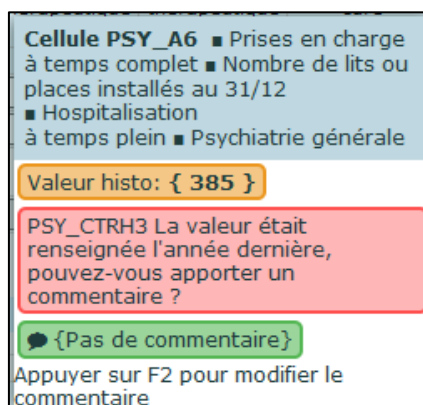 Cellule PSY_A6 ■ Prises en charge
à temps complet ■ Nombre de lits ou
places installés au 31/12
■ Hospitalisation
à temps plein ■ Psychiatrie générale
Valeur histo: { 385 }
PSY_CTRH3 La valeur était
renseignée l'année dernière,
pouvez-vous apporter un
commentaire ?
{Pas de commentaire}
Appuyer sur F2 pour modifier le
commentaire